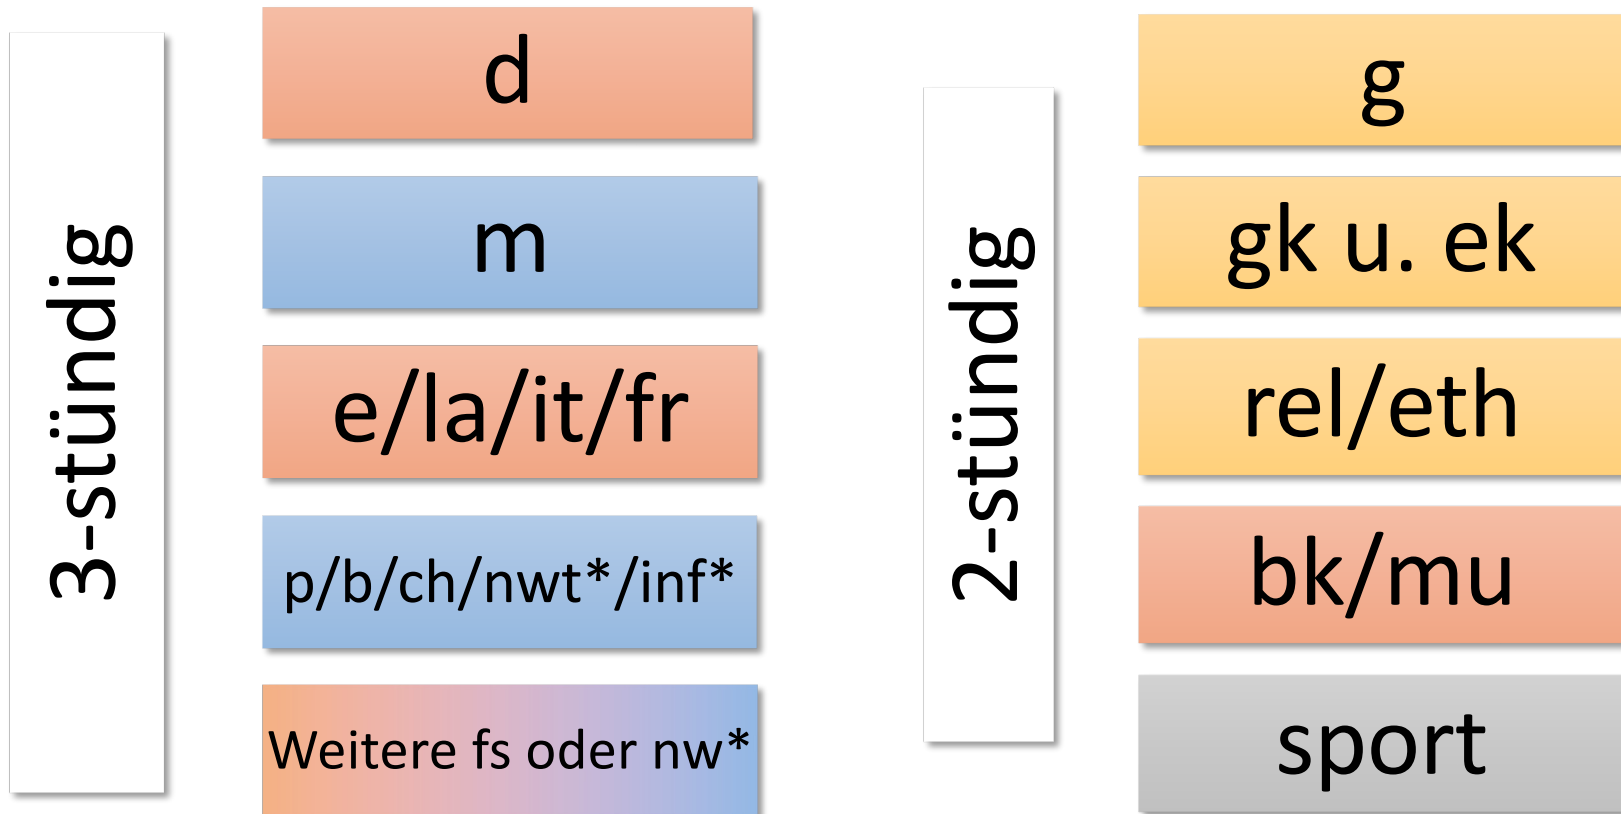 3-stündig
d
m
e/la/it/fr
p/b/ch/nwt*/inf*
Weitere fs oder nw*
2-stündig
g
gk u. ek
rel/eth
bk/mu
sport